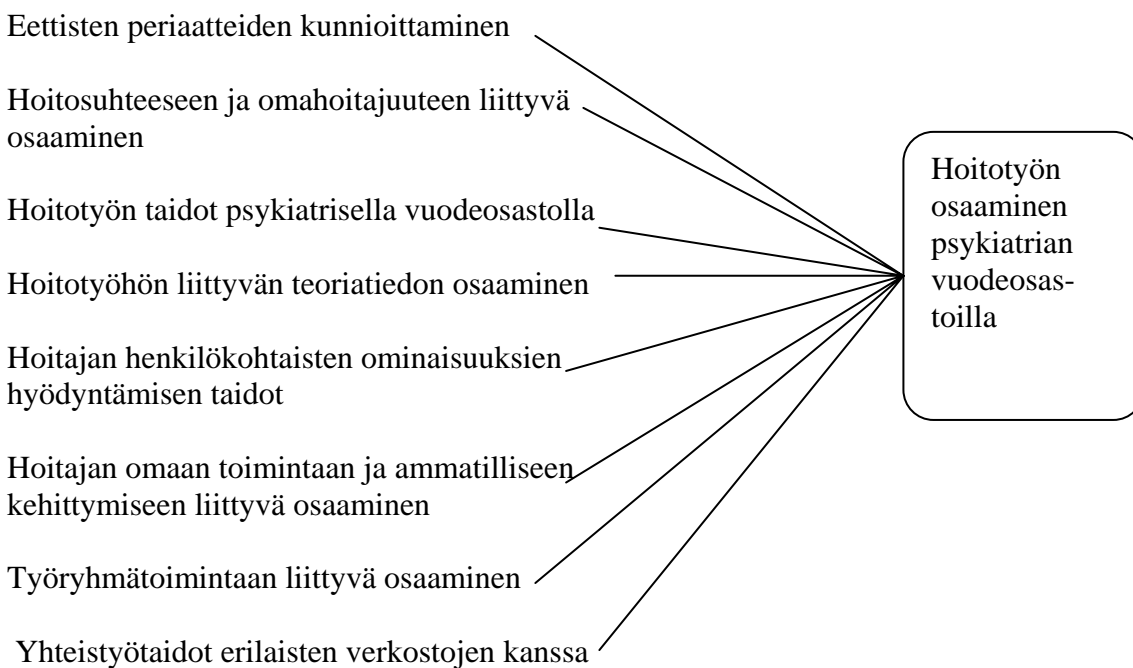 Eettisten periaatteiden kunnioittaminen
Hoitosuhteeseen ja omahoitajuuteen liittyvä
osaaminen
Hoitotyön taidot psykiatrisella vuodeosastolla
Hoitotyöhön liittyvän teoriatiedon osaaminen
Hoitajan henkilökohtaisten ominaisuuksien
hyödyntämisen taidot
Hoitajan omaan toimintaan ja ammatilliseen
kehittymiseen liittyvä osaaminen
Työryhmätoimintaan liittyvä osaaminen
Yhteistyötaidot erilaisten verkostojen kanssa
Hoitotyön
osaaminen
psykiatrian
vuodeosas-
toilla